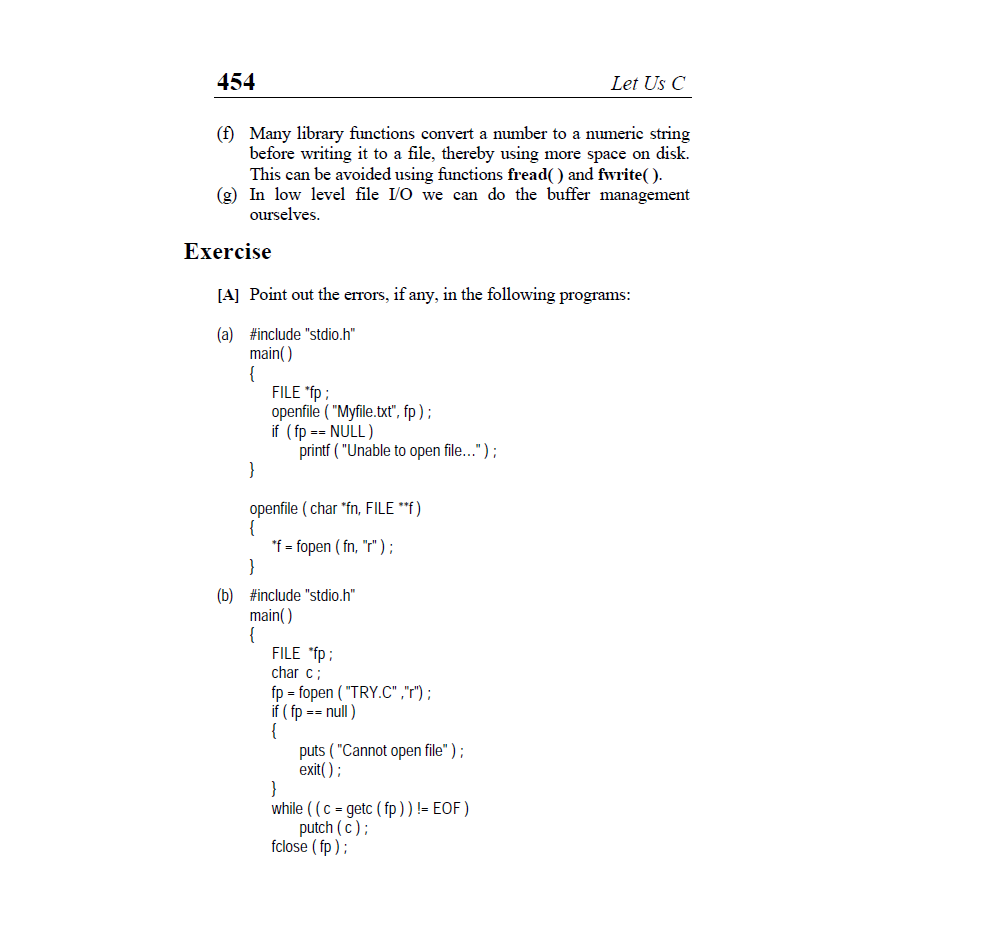 454 Let Us C
(f) Many library functions convert a number to a numeric string
before writing it to a file, thereby using more space on disk.
This can be avoided using functions fread( ) and fwrite( ).
(g) In low level file I/O we can do the buffer management
ourselves.
Exercise
[A] Point out the errors, if any, in the following programs:
(a) #include "stdio.h"
main( )
{
FILE *fp ;
openfile ( "Myfile.txt", fp ) ;
if ( fp == NULL )
printf ( "Unable to open file..." ) ;
}
openfile ( char *fn, FILE **f )
{
*f = fopen ( fn, "r" ) ;
}
(b) #include "stdio.h"
main( )
{
FILE *fp ;
char c ;
fp = fopen ( "TRY.C" ,"r") ;
if ( fp == null )
{
puts ( "Cannot open file" ) ;
exit( ) ;
}
while ( ( c = getc ( fp ) ) != EOF )
putch ( c ) ;
fclose ( fp ) ;